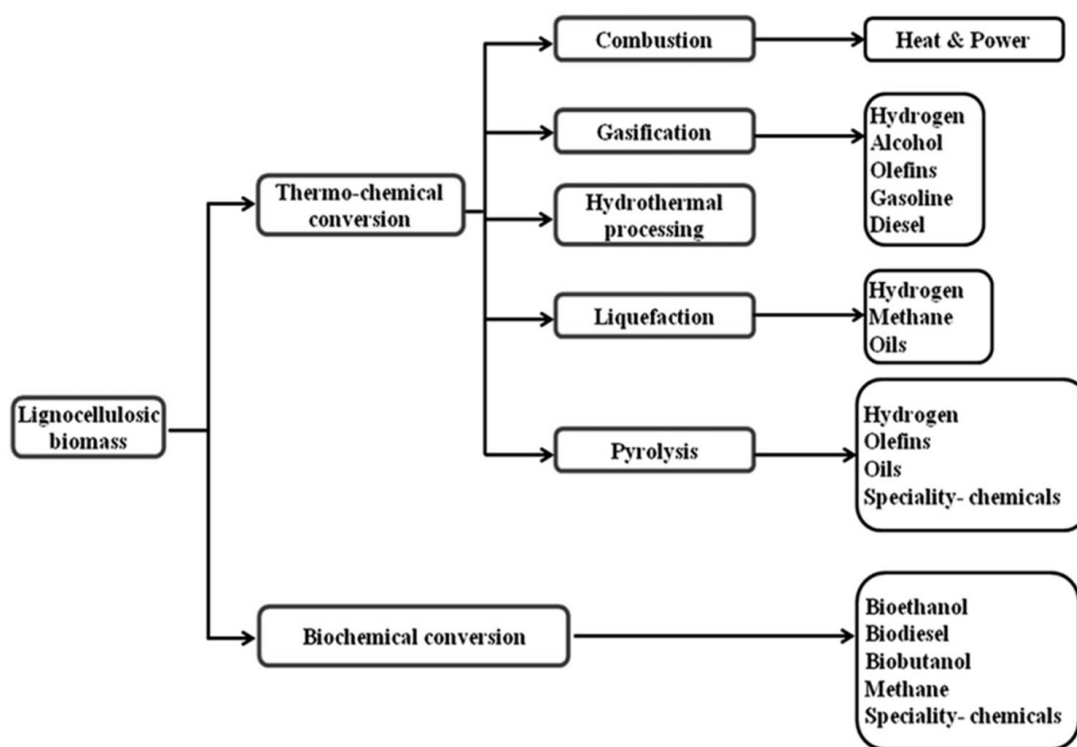 Combustion
Heat & Power
Gasification
Hydrogen
Alcohol
Olefins
Gasoline
Diesel
Thermo-chemical
conversion
Hydrothermal
processing
Liquefaction
Hydrogen
Methane
Oils
Lignocellulosic
biomass
Pyrolysis
Hydrogen
Olefins
Oils
Speciality- chemicals
Biochemical conversion
Bioethanol
Biodiesel
Biobutanol
Methane
Speciality- chemicals